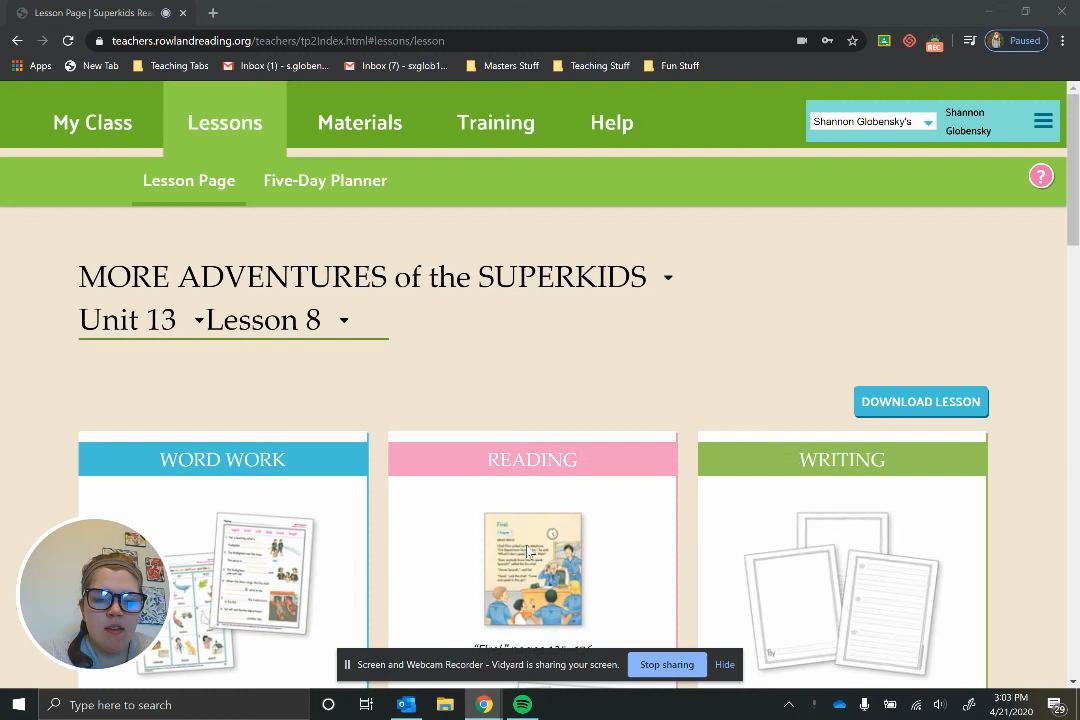 Lesson Page | Superkids Rea
teachers.rowlandreading.org/teachers/tp2Index.html#lessons/lesson
REC
Paused
Apps
New Tab
Teaching Tabs
Inbox (1) - s.globen...
Inbox (7) - sxglob1...
Masters Stuff
Teaching Stuff
Fun Stuff
My Class
Lessons
Materials
Training
Help
Shannon Globensky's
Shannon
Globensky
Lesson Page
Five-Day Planner
?
MORE ADVENTURES of the SUPERKIDS
Unit 13 Lesson 8
DOWNLOAD LESSON
WORD WORK
READING
WRITING
Fire!
By
Screen and Webcam Recorder - Vidyard is sharing your screen.
Stop sharing
Hide
Type here to search
3:03 PM
4/21/2020
29